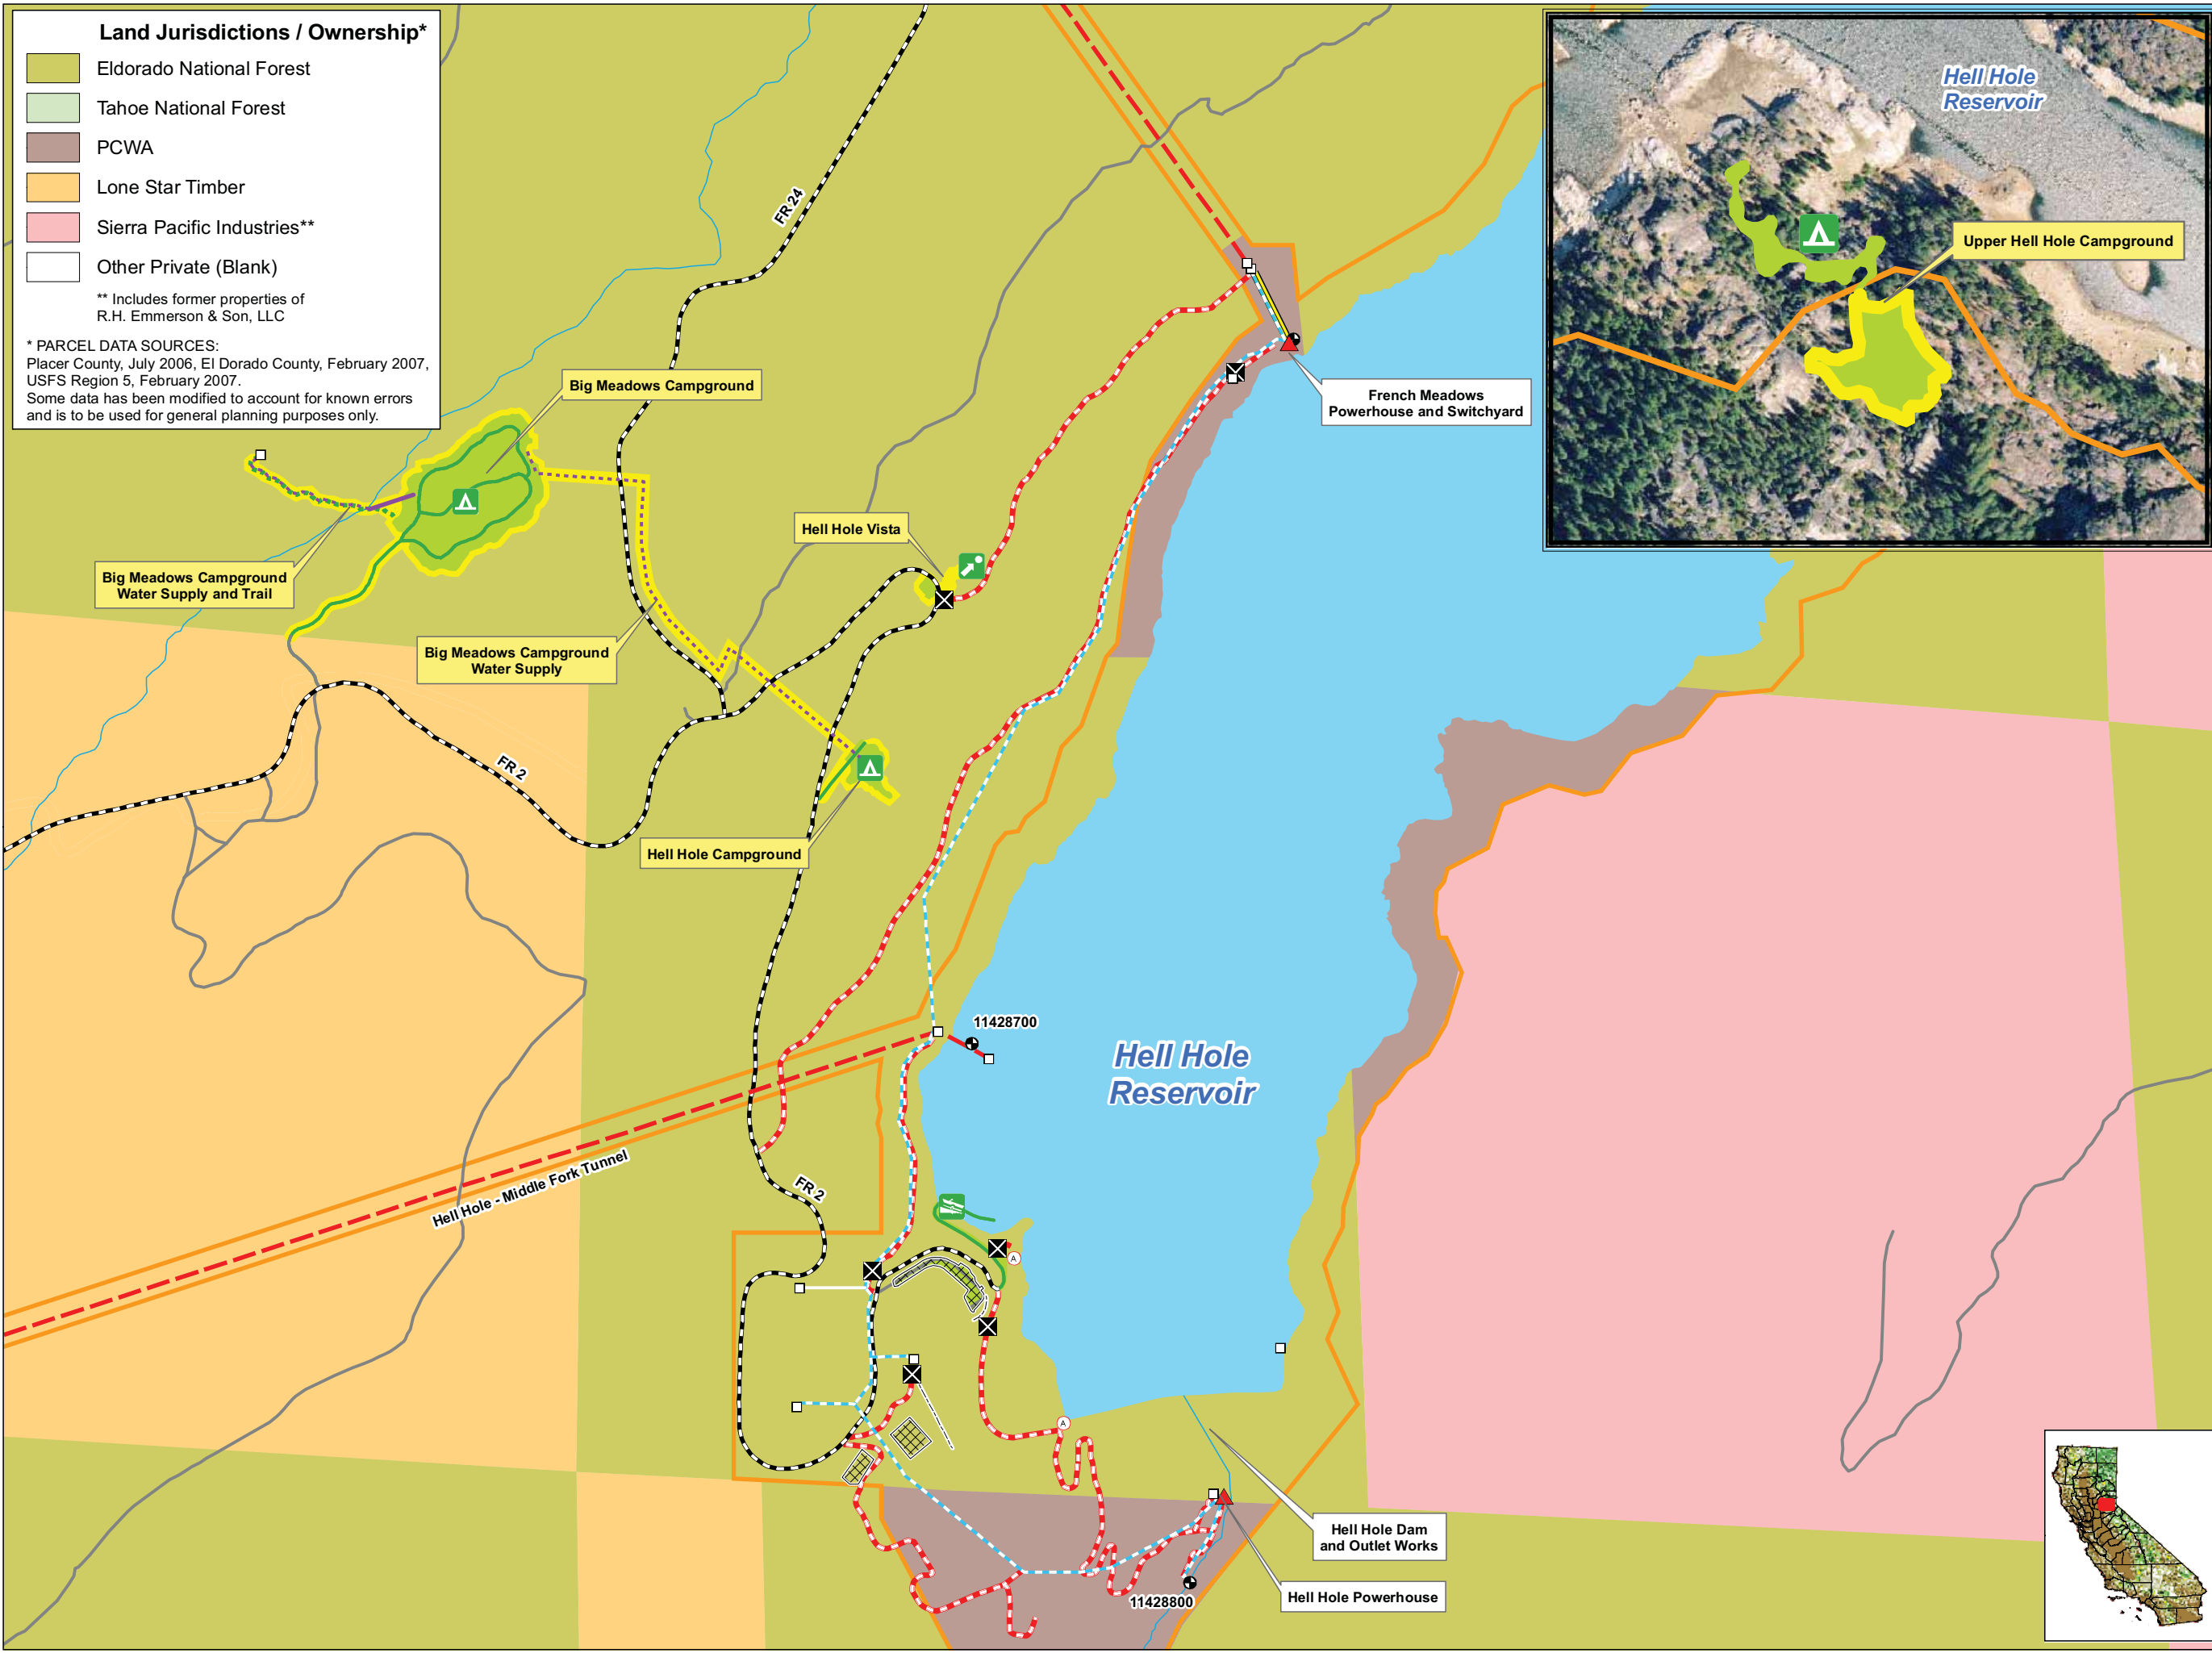 Land Jurisdictions / Ownership*
Eldorado National Forest
Tahoe National Forest
PCWA
Lone Star Timber
Sierra Pacific Industries**
Other Private (Blank)
** Includes former properties of
R.H. Emmerson & Son, LLC
* PARCEL DATA SOURCES:
Placer County, July 2006, El Dorado County, February 2007,
USFS Region 5, February 2007.
Some data has been modified to account for known errors
and is to be used for general planning purposes only.
Hell Hole
Reservoir
Upper Hell Hole Campground
FR 24
Big Meadows Campground
French Meadows
Powerhouse and Switchyard
Hell Hole Vista
Big Meadows Campground
Water Supply and Trail
Big Meadows Campground
Water Supply
FR 2
Hell Hole Campground
11428700
Hell Hole
Reservoir
Hell Hole - Middle Fork Tunnel
FR 2
A
A
Hell Hole Dam
and Outlet Works
Hell Hole Powerhouse
11428800